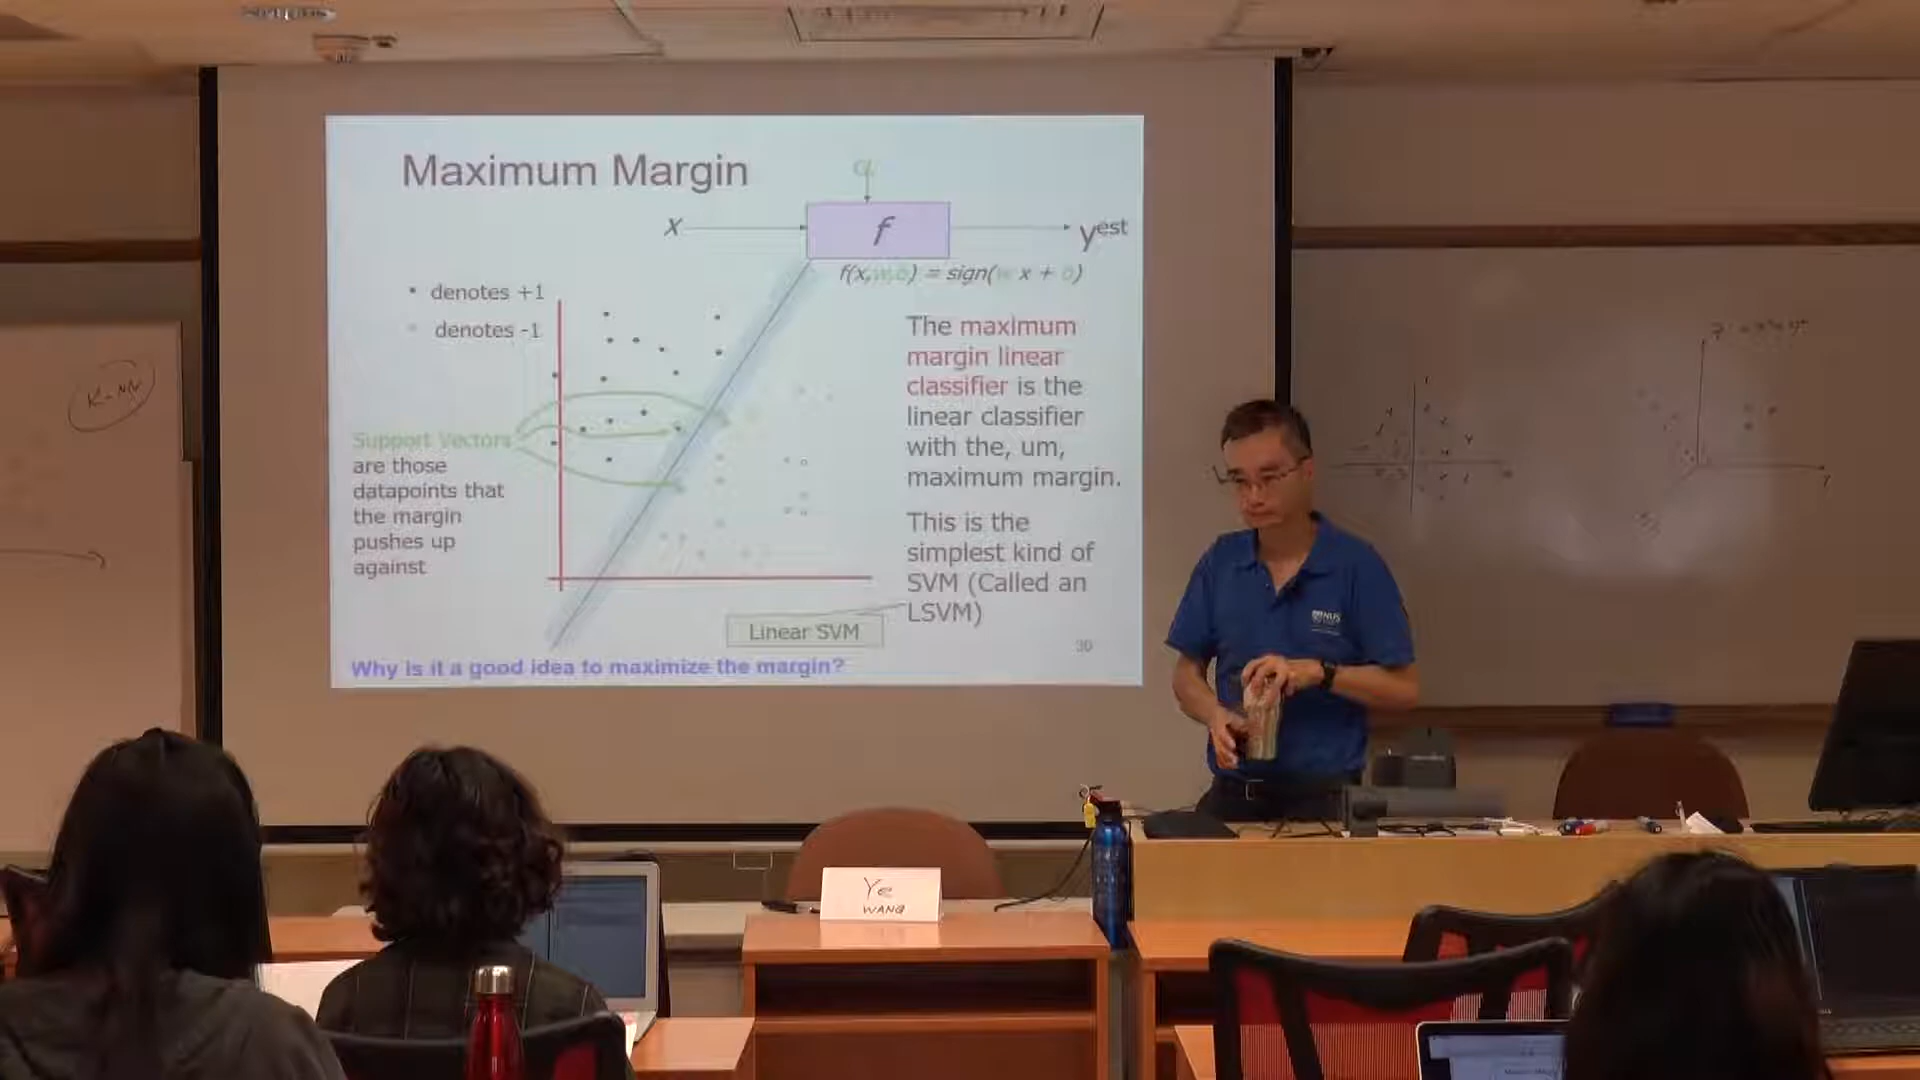 Maximum Margin
α
x
f
yest
f(x,w,b) = sign(w x + b)
denotes +1
denotes -1
The maximum
margin linear
classifier is the
linear classifier
with the, um,
maximum margin.
Support Vectors
are those
datapoints that
the margin
pushes up
against
This is the
simplest kind of
SVM (Called an
LSVM)
Linear SVM
30
Why is it a good idea to maximize the margin?
K-NN
NUS
Ye
WANG